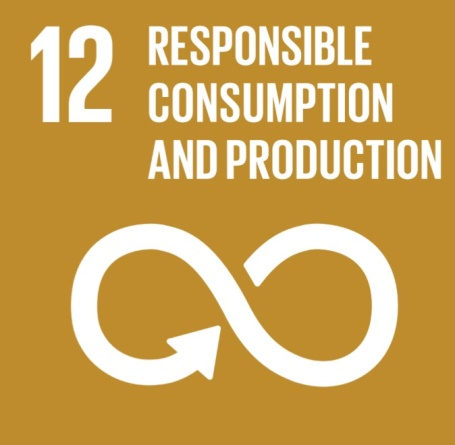 12 RESPONSIBLE
CONSUMPTION
AND PRODUCTION